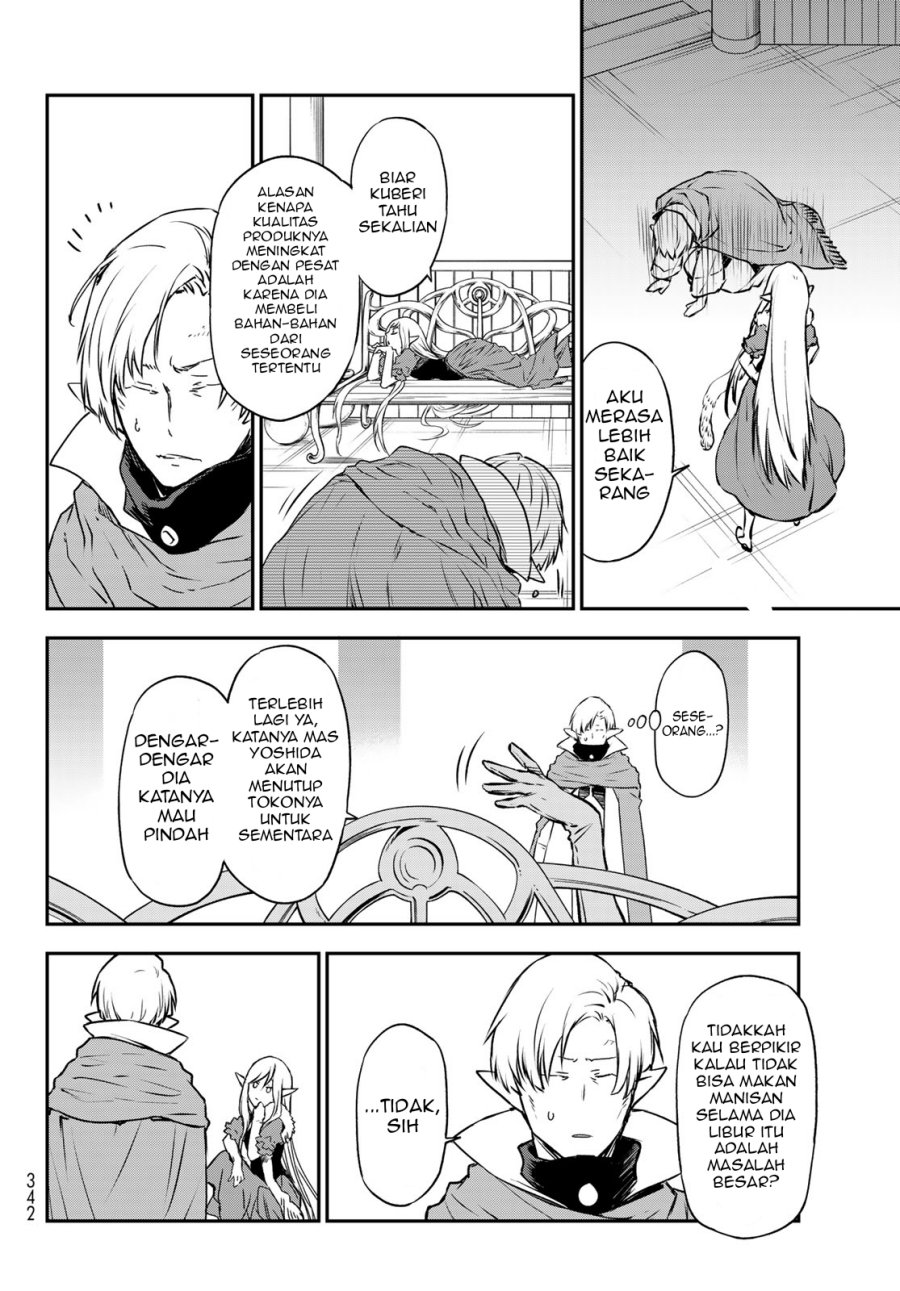 AKU
MERASA
LEBIH
BAIK
SEKA-
RANG
BIAR
KUBERI
TAHU
SEKALIAN
ALASAN
KENAPA
KUALITAS
PRODUKNYA
MENINGKAT
DENGAN PESAT
ADALAH
KARENA DIA
MEMBELI
BAHAN-BAHAN
DARI
SESEORANG
TERTENTU
SESE-
ORANG...?
TERLEBIH
LAGI YA,
KATANYA MAS
YOSHIDA
AKAN
MENUTUP
TOKONYA
UNTUK
SEMENTARA
DENGAR-
DENGAR
DIA
KATANYA
MAU
PINDAH
TIDAKKAH
KAU BERPIKIR
KALAU TIDAK
BISA MAKAN
MANISAN
SELAMA DIA
LIBUR ITU
ADALAH
MASALAH
BESAR?
...TIDAK,
SIH
342